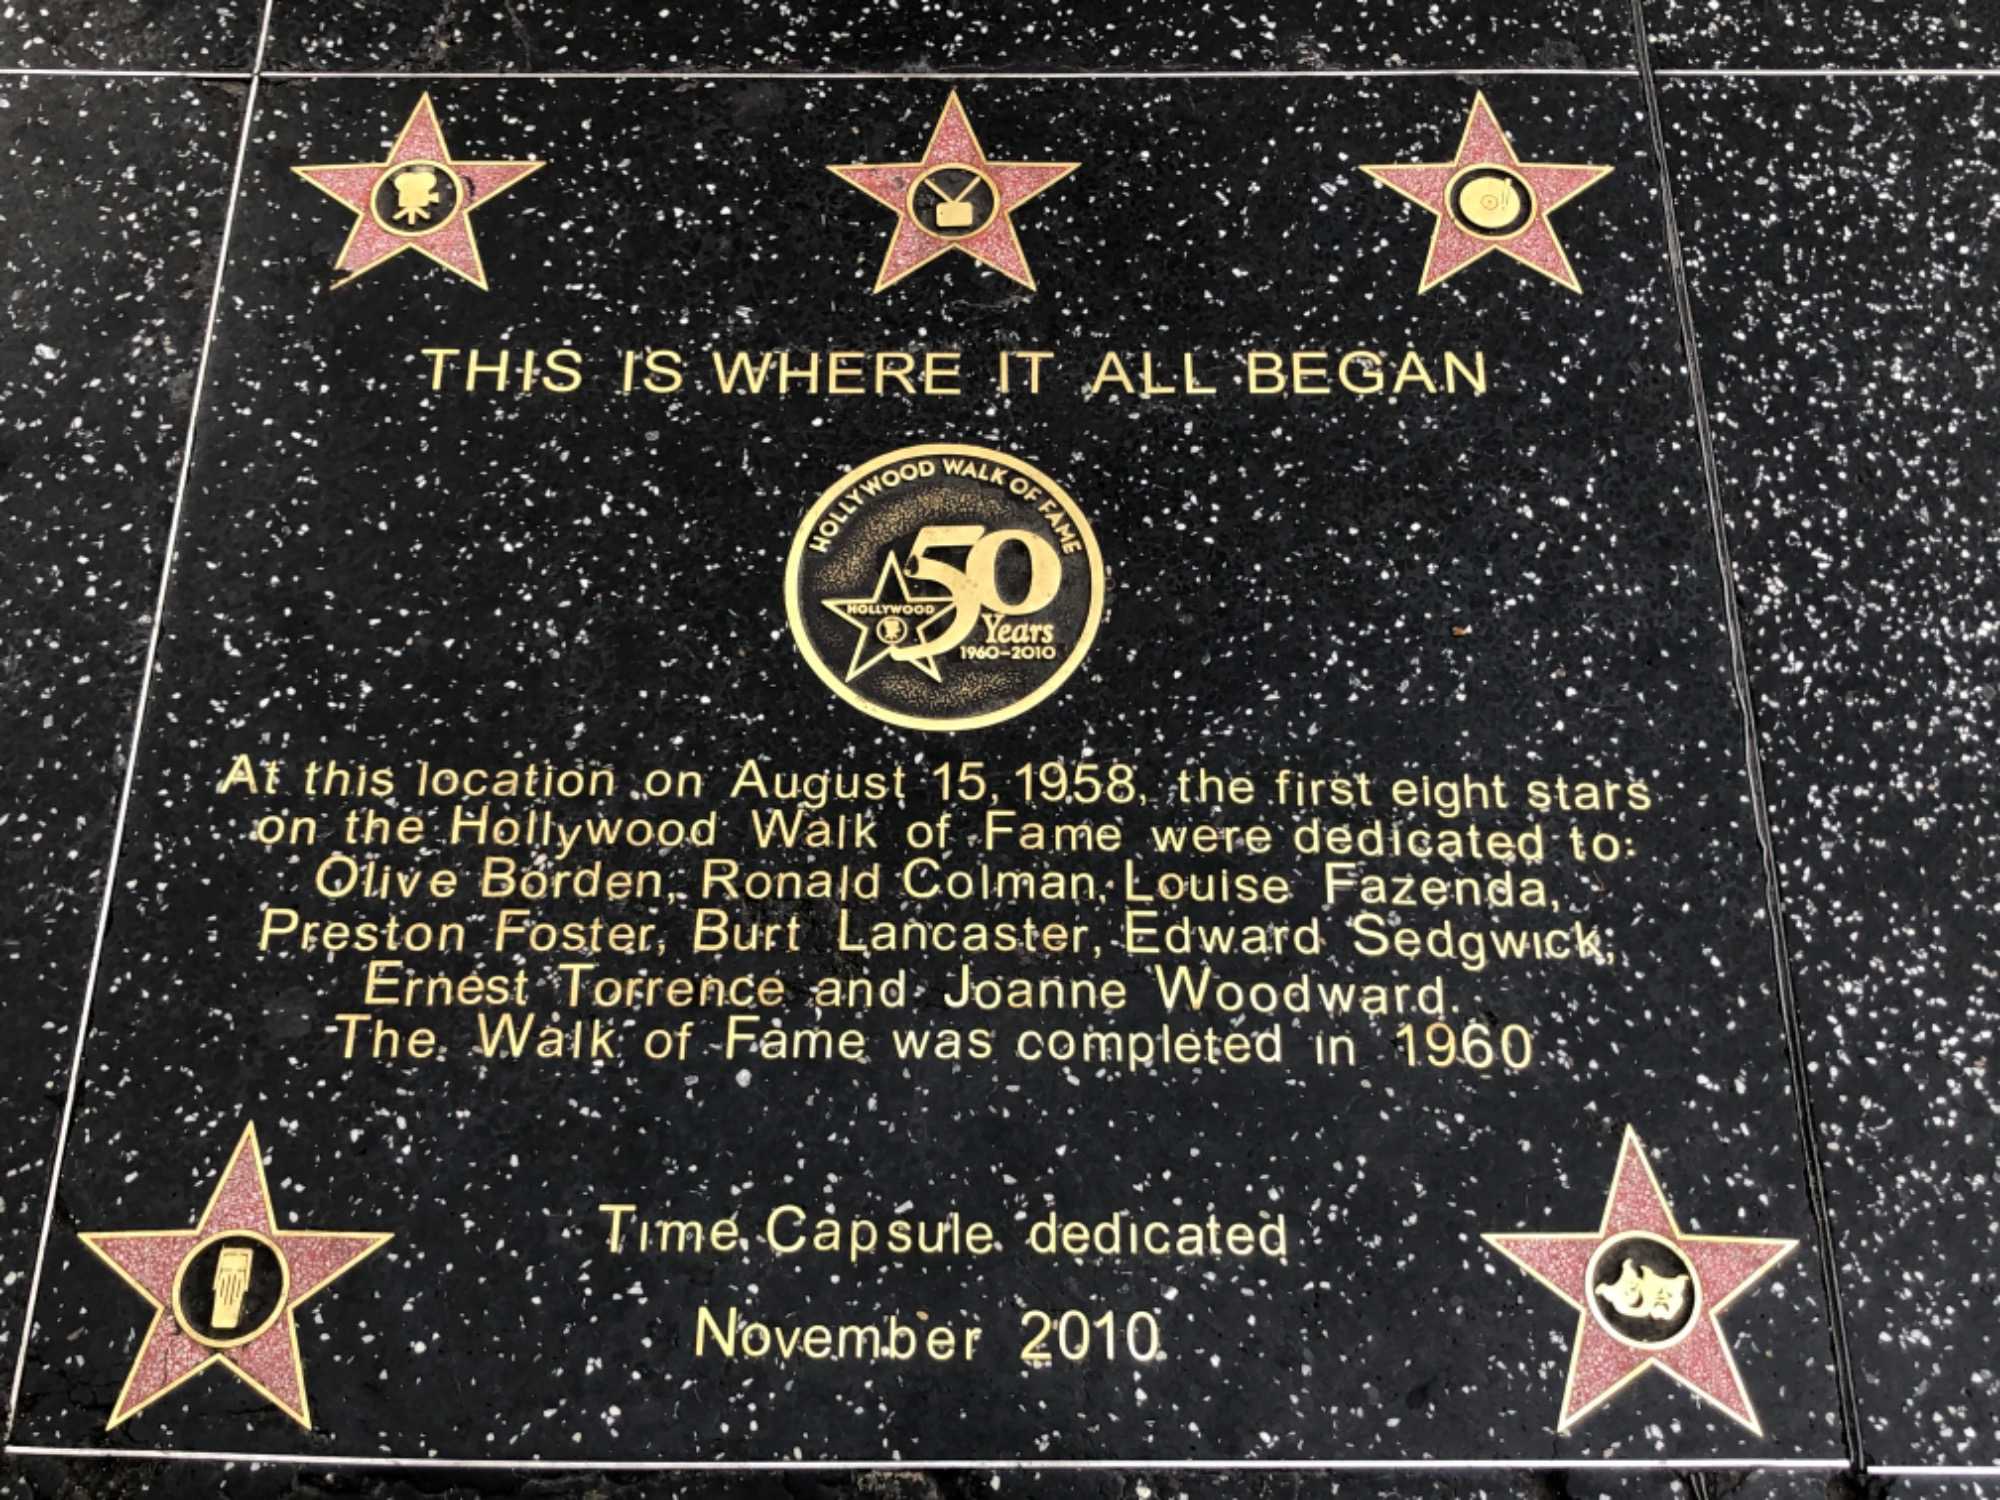 THIS IS WHERE IT ALL BEGAN
HOLLYWOOD WALK OF FAME
50
HOLLYWOOD
Years
1960-2010
At this location on August 15, 1958, the first eight stars
on the Hollywood Walk of Fame were dedicated to:
Olive Borden, Ronald Colman, Louise Fazenda,
Preston Foster, Burt Lancaster, Edward Sedgwick,
Ernest Torrence and Joanne Woodward.
The Walk of Fame was completed in 1960
Time Capsule dedicated
November 2010